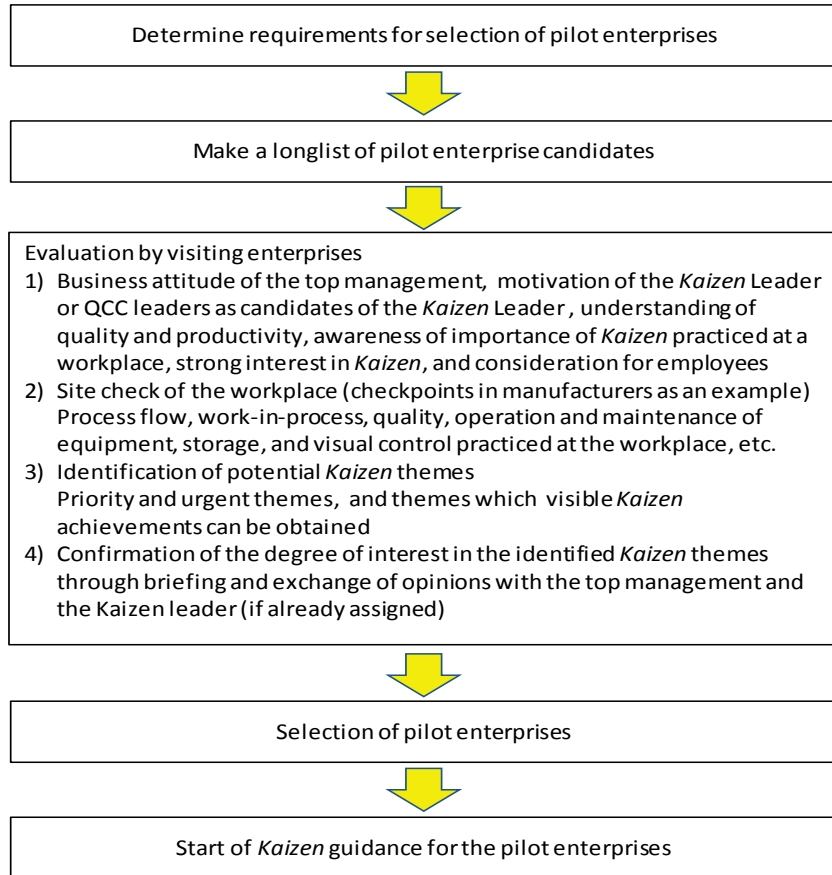 Determine requirements for selection of pilot enterprises
Make a longlist of pilot enterprise candidates
Evaluation by visiting enterprises
1) Business attitude of the top management, motivation of the Kaizen Leader
or QCC leaders as candidates of the Kaizen Leader , understanding of
quality and productivity, awareness of importance of Kaizen practiced at a
workplace, strong interest in Kaizen, and consideration for employees
2) Site check of the workplace (checkpoints in manufacturers as an example)
Process flow, work-in-process, quality, operation and maintenance of
equipment, storage, and visual control practiced at the workplace, etc.
3) Identification of potential Kaizen themes
Priority and urgent themes, and themes which visible Kaizen
achievements can be obtained
4) Confirmation of the degree of interest in the identified Kaizen themes
through briefing and exchange of opinions with the top management and
the Kaizen leader (if already assigned)
Selection of pilot enterprises
Start of Kaizen guidance for the pilot enterprises